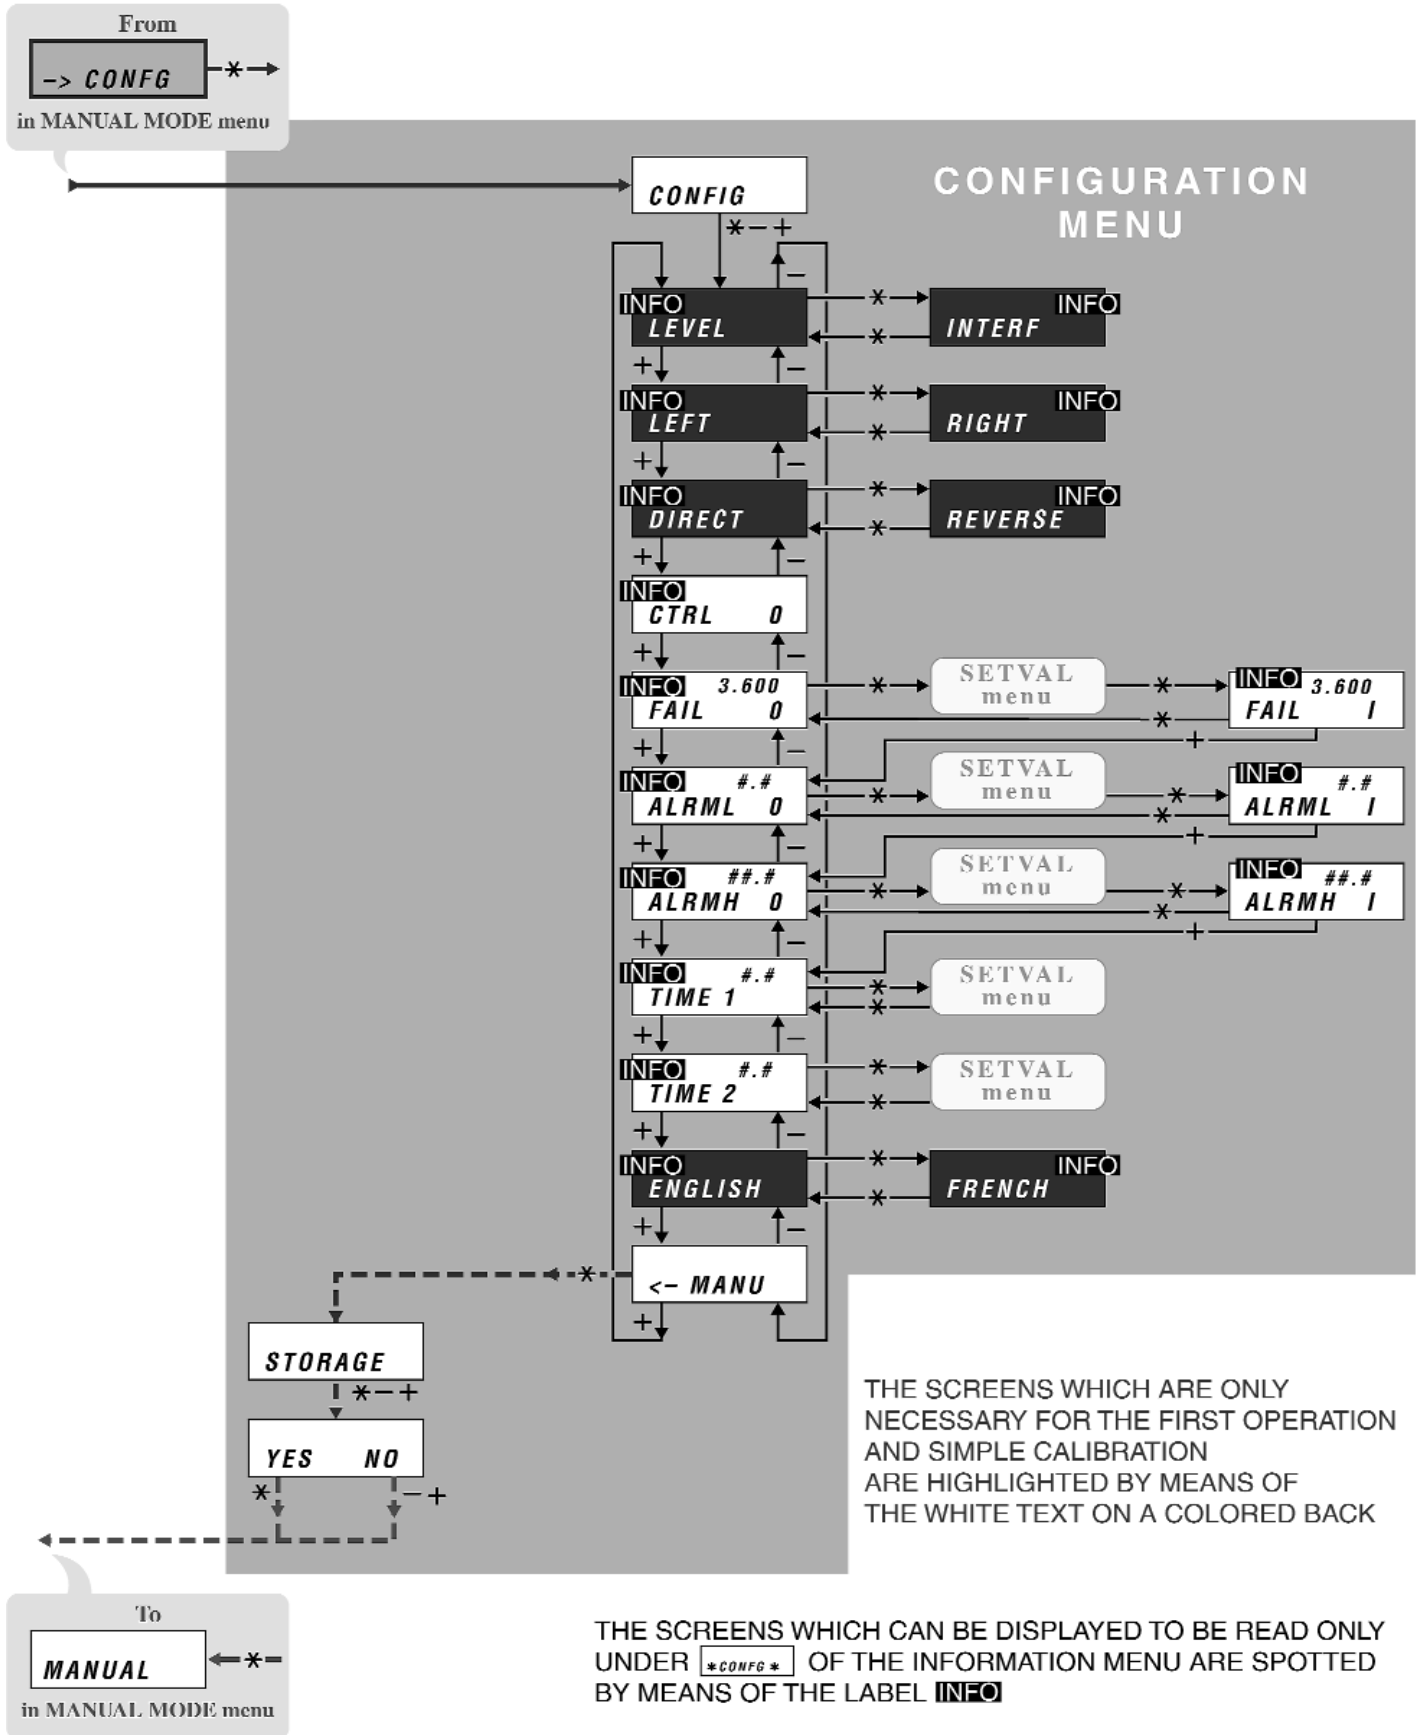 From
–> CONFG
*
in MANUAL MODE menu
CONFIGURATION
MENU
CONFIG
* – +
–
INFO
LEVEL
*
*
INFO
INTERF
+
–
INFO
LEFT
*
*
INFO
RIGHT
+
–
INFO
DIRECT
*
*
INFO
REVERSE
+
–
INFO
CTRL 0
+
–
INFO 3.600
FAIL 0
*
SETVAL
menu
*
*
INFO 3.600
FAIL 1
+
+
–
INFO #.#
ALRML 0
*
SETVAL
menu
*
*
INFO #.#
ALRML 1
+
+
–
INFO ##.#
ALRMH 0
*
SETVAL
menu
*
*
INFO ##.#
ALRMH 1
+
+
–
INFO #.#
TIME 1
*
*
SETVAL
menu
+
–
INFO #.#
TIME 2
*
*
SETVAL
menu
+
–
INFO
ENGLISH
*
*
INFO
FRENCH
+
–
<– MANU
*
+
STORAGE
* – +
YES NO
*
– +
THE SCREENS WHICH ARE ONLY
NECESSARY FOR THE FIRST OPERATION
AND SIMPLE CALIBRATION
ARE HIGHLIGHTED BY MEANS OF
THE WHITE TEXT ON A COLORED BACK
To
MANUAL
*
in MANUAL MODE menu
THE SCREENS WHICH CAN BE DISPLAYED TO BE READ ONLY
UNDER *CONFG* OF THE INFORMATION MENU ARE SPOTTED
BY MEANS OF THE LABEL INFO